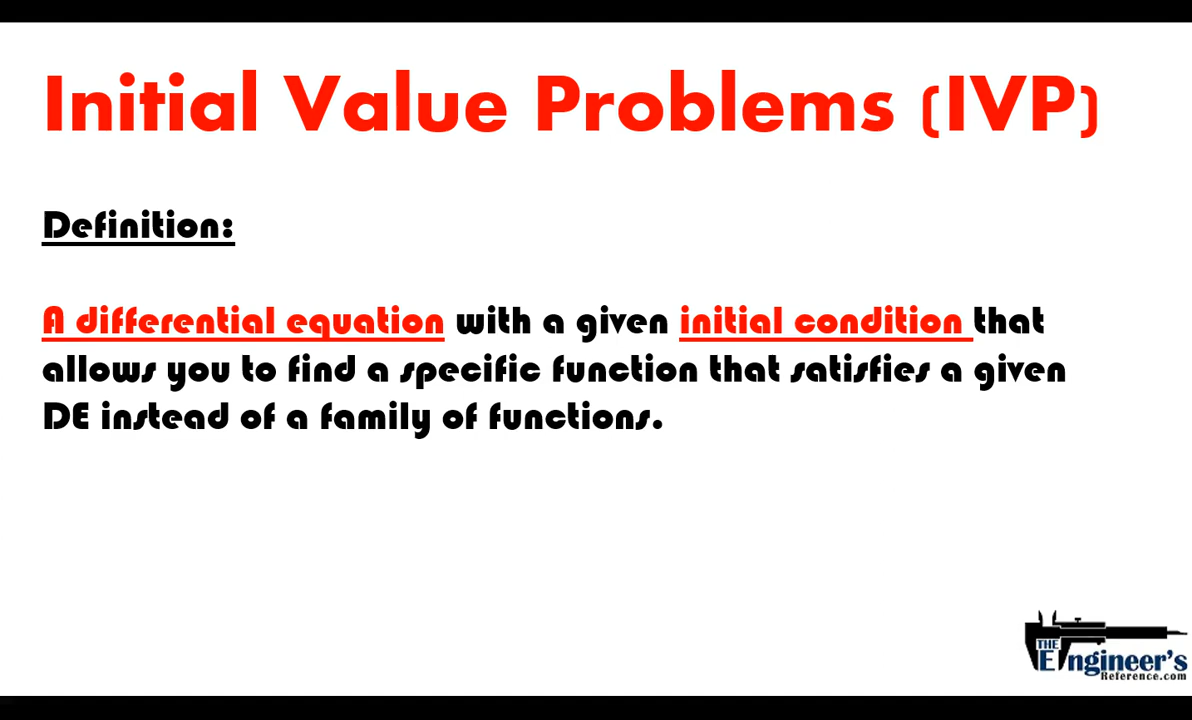 Initial Value Problems (IVP)
Definition:
A differential equation with a given initial condition that
allows you to find a specific function that satisfies a given
DE instead of a family of functions.
THE
Engineer's
Reference.com